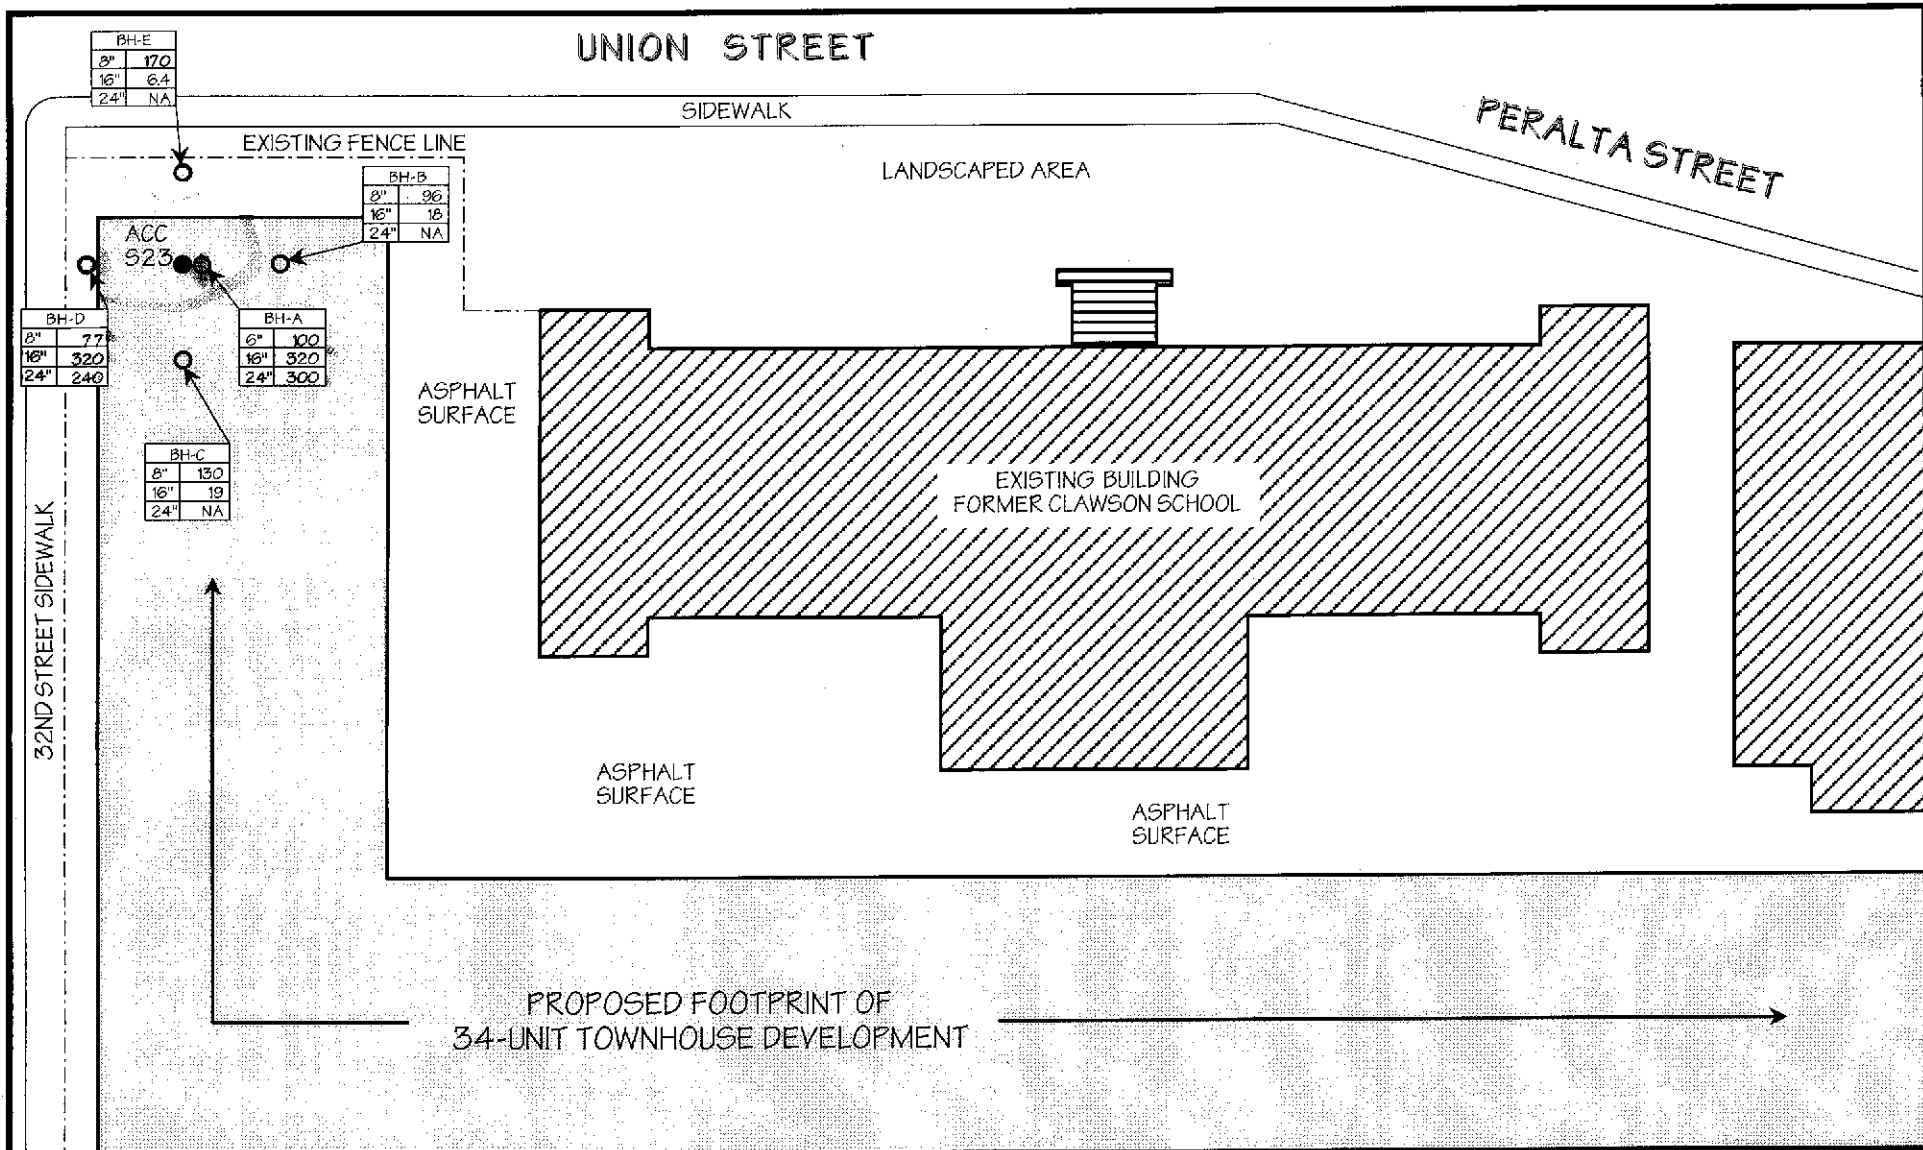 UNION STREET
BH-E
8" 170
16" 6.4
24" NA
SIDEWALK
PERALTA STREET
EXISTING FENCE LINE
LANDSCAPED AREA
BH-B
8" 96
16" 18
24" NA
ACC
S23
BH-D
8" 77
16" 320
24" 240
BH-A
6" 100
16" 320
24" 300
ASPHALT
SURFACE
BH-C
8" 130
16" 19
24" NA
EXISTING BUILDING
FORMER CLAWSON SCHOOL
32ND STREET SIDEWALK
ASPHALT
SURFACE
ASPHALT
SURFACE
PROPOSED FOOTPRINT OF
34-UNIT TOWNHOUSE DEVELOPMENT